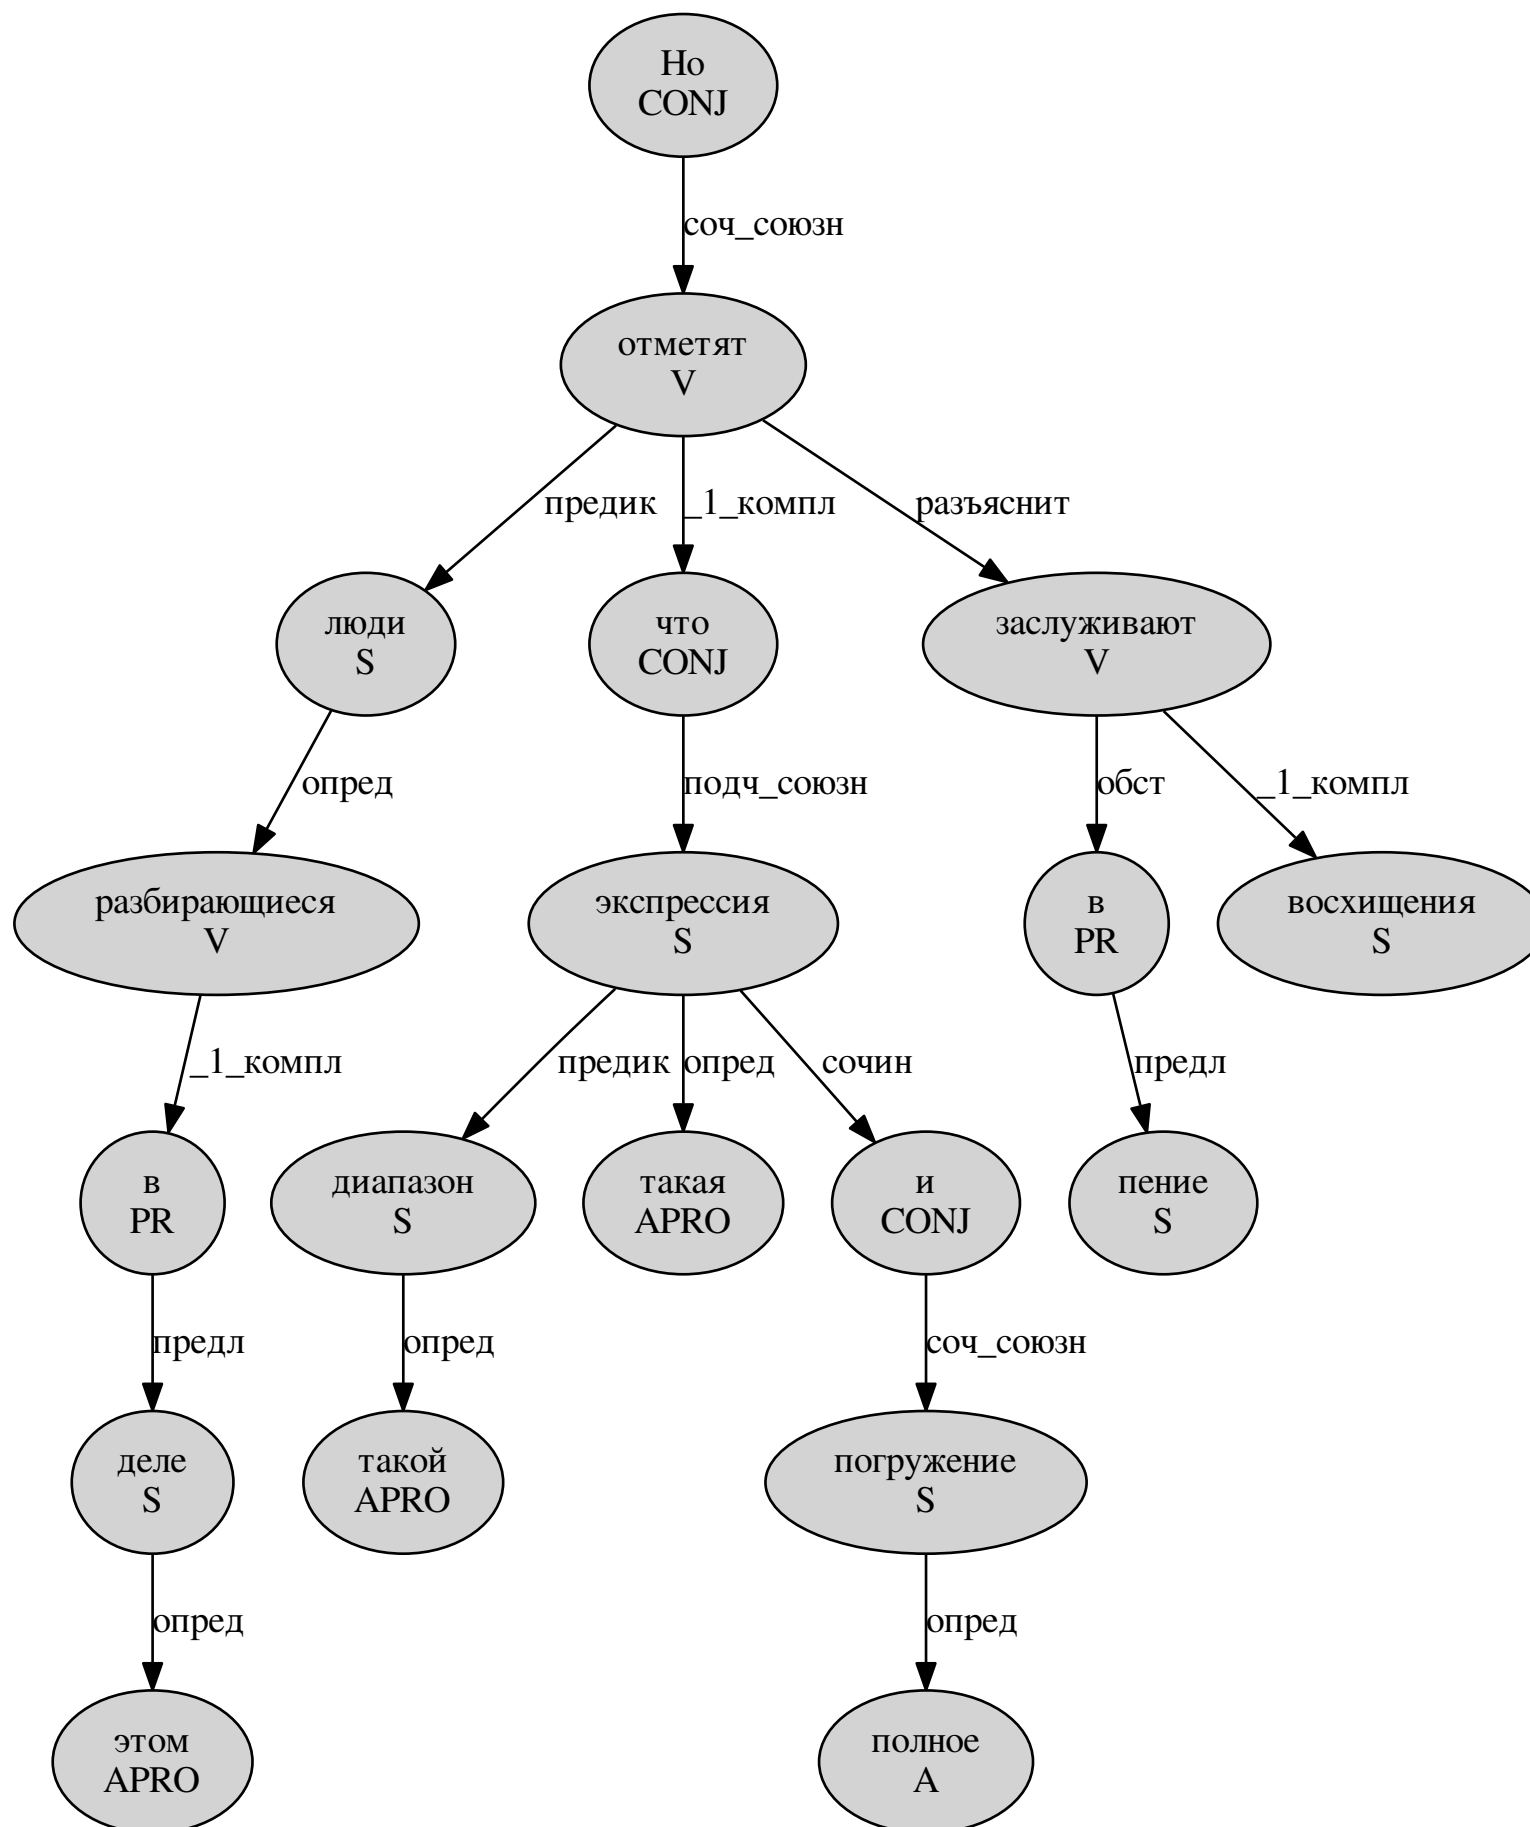 Но
CONJ
соч_союзн
отметят
V
предик
_1_компл
разъяснит
люди
S
что
CONJ
заслуживают
V
опред
подч_союзн
обст
_1_компл
разбирающиеся
V
экспрессия
S
в
PR
восхищения
S
_1_компл
предик
опред
сочин
предл
в
PR
диапазон
S
такая
APRO
и
CONJ
пение
S
предл
опред
соч_союзн
деле
S
такой
APRO
погружение
S
опред
опред
этом
APRO
полное
A